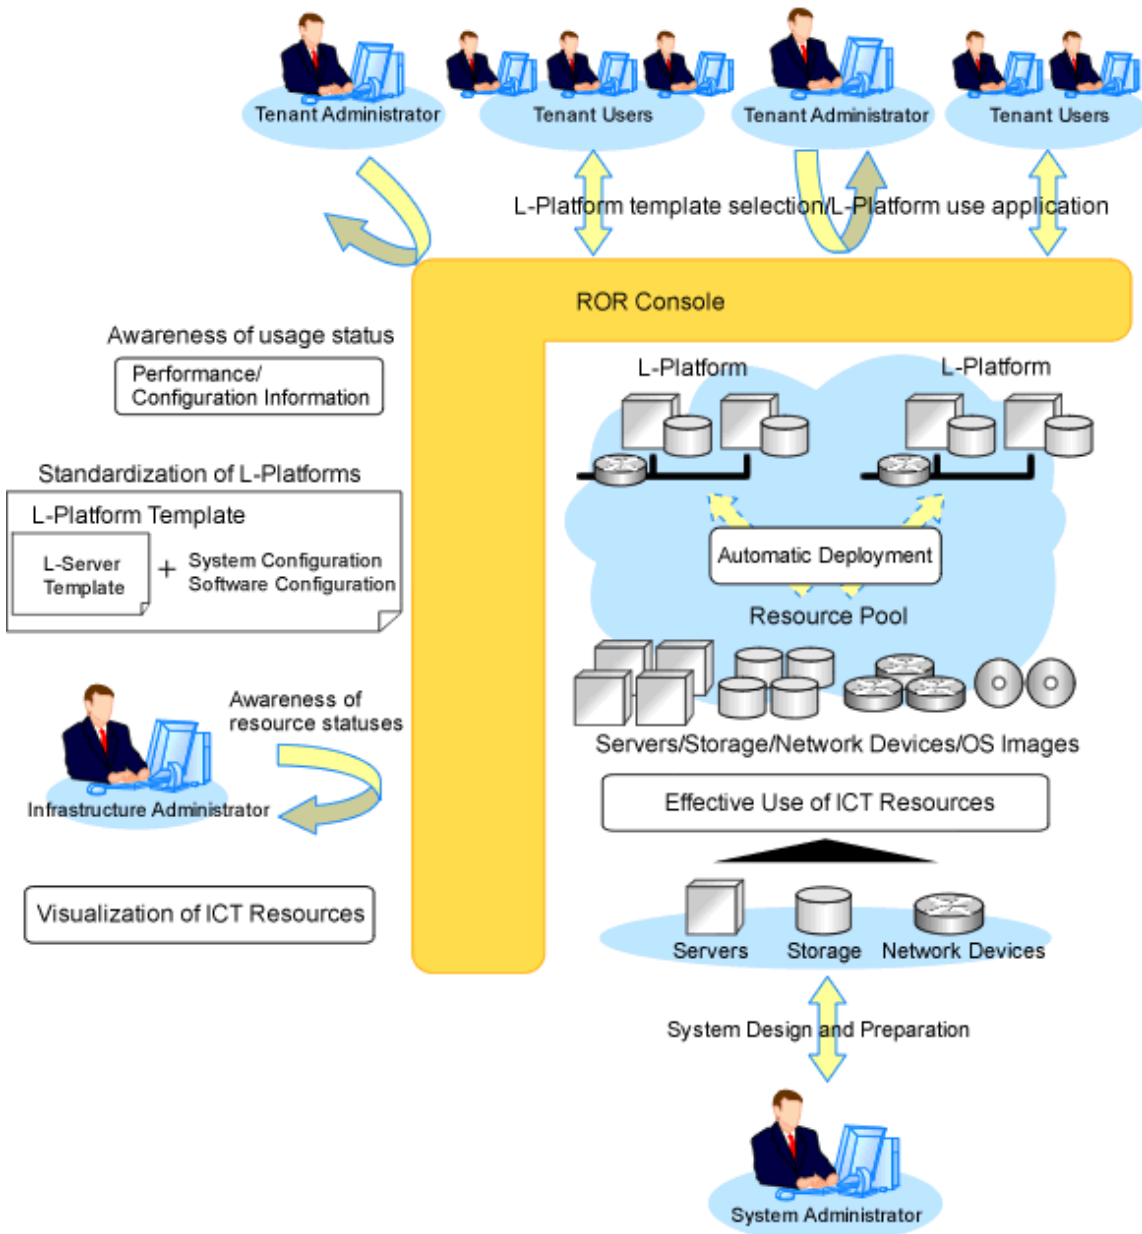 Tenant Administrator
Tenant Users
Tenant Administrator
Tenant Users
L-Platform template selection/L-Platform use application
ROR Console
Awareness of usage status
Performance/
Configuration Information
L-Platform
L-Platform
Standardization of L-Platforms
L-Platform Template
L-Server
Template
+
System Configuration
Software Configuration
Automatic Deployment
Resource Pool
Awareness of
resource statuses
Servers/Storage/Network Devices/OS Images
Infrastructure Administrator
Effective Use of ICT Resources
Visualization of ICT Resources
Servers
Storage
Network Devices
System Design and Preparation
System Administrator